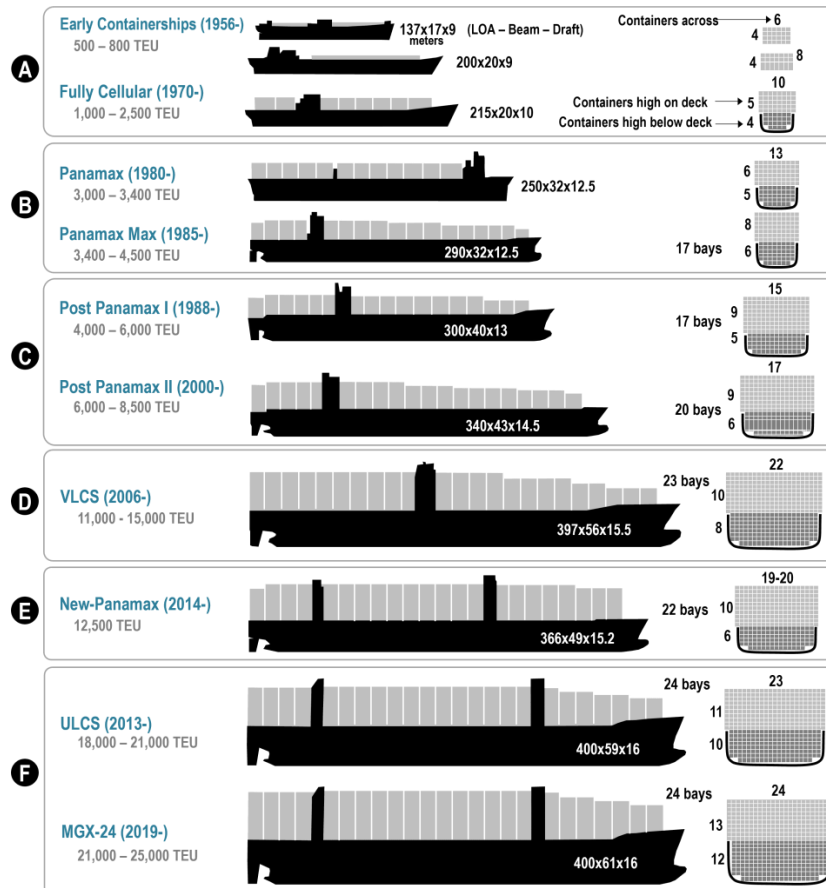 A
Early Containerships (1956-)
500 – 800 TEU
137x17x9 (LOA – Beam – Draft)
meters
Containers across
6
4
200x20x9
4
8
Fully Cellular (1970-)
1,000 – 2,500 TEU
215x20x10
10
Containers high on deck
5
Containers high below deck
4
B
Panamax (1980-)
3,000 – 3,400 TEU
250x32x12.5
13
6
5
Panamax Max (1985-)
3,400 – 4,500 TEU
290x32x12.5
17 bays
8
6
C
Post Panamax I (1988-)
4,000 – 6,000 TEU
300x40x13
17 bays
15
9
5
Post Panamax II (2000-)
6,000 – 8,500 TEU
340x43x14.5
20 bays
17
9
6
D
VLCS (2006-)
11,000 - 15,000 TEU
397x56x15.5
23 bays
22
10
8
E
New-Panamax (2014-)
12,500 TEU
366x49x15.2
22 bays
19-20
10
6
F
ULCS (2013-)
18,000 – 21,000 TEU
400x59x16
24 bays
23
11
10
MGX-24 (2019-)
21,000 – 25,000 TEU
400x61x16
24 bays
24
13
12